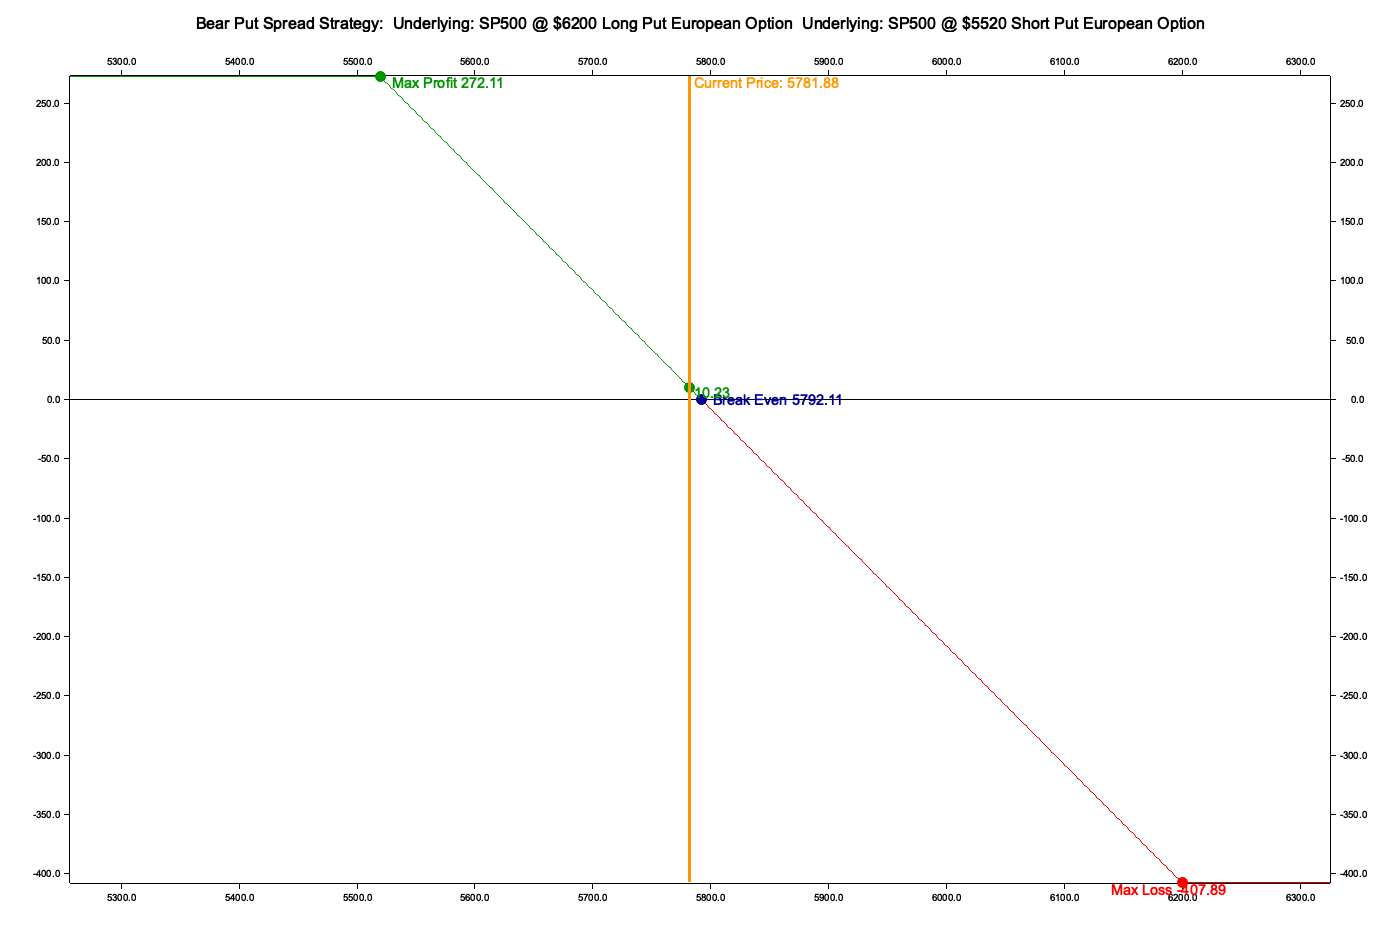 Bear Put Spread Strategy:  Underlying: SP500 @ $6200 Long Put European Option  Underlying: SP500 @ $5520 Short Put European Option
5300.0 5400.0 5500.0 5600.0 5700.0 5800.0 5900.0 6000.0 6100.0 6200.0 6300.0
Max Profit 272.11
Current Price: 5781.88
250.0 250.0
200.0 200.0
150.0 150.0
100.0 100.0
50.0 50.0
10.23
0.0 Break Even 5792.11 0.0
-50.0 -50.0
-100.0 -100.0
-150.0 -150.0
-200.0 -200.0
-250.0 -250.0
-300.0 -300.0
-350.0 -350.0
-400.0 -400.0
Max Loss -407.89
5300.0 5400.0 5500.0 5600.0 5700.0 5800.0 5900.0 6000.0 6100.0 6200.0 6300.0